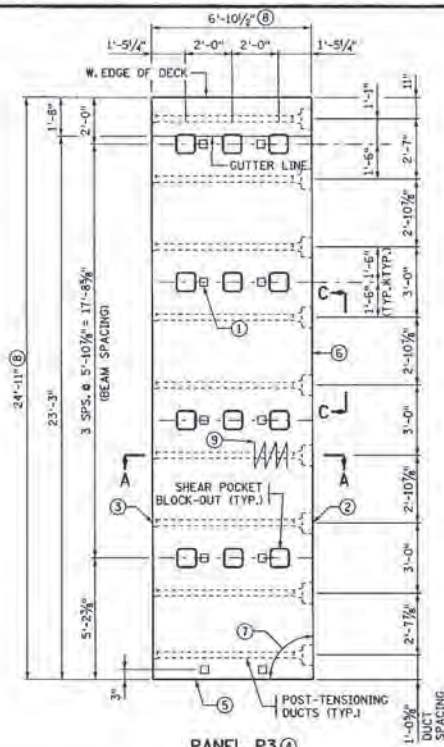 6'-10½" ⑧
1'-5¼" 2'-0" 2'-0" 1'-5¼"
W. EDGE OF DECK
11"
1'-8"
2'-0"
1'-1"
1'-6"
2'-7"
GUTTER LINE
2'-10⅞"
1'-6" 1'-6"
(TYP.)(TYP.)
3'-0"
①
C
24'-11" ⑧
23'-3"
3 SPS. @ 5'-10⅞" = 17'-8⅝"
(BEAM SPACING)
⑥
2'-10⅞"
C
3'-0"
⑨
A A
SHEAR POCKET
BLOCK-OUT (TYP.)
2'-10⅞"
③ ②
3'-0"
5'-2⅜"
⑦
2'-7⅞"
3"
⑤
POST-TENSIONING
DUCTS (TYP.)
1'-0⅝"
DUCT
SPACING
PANEL P3 ④